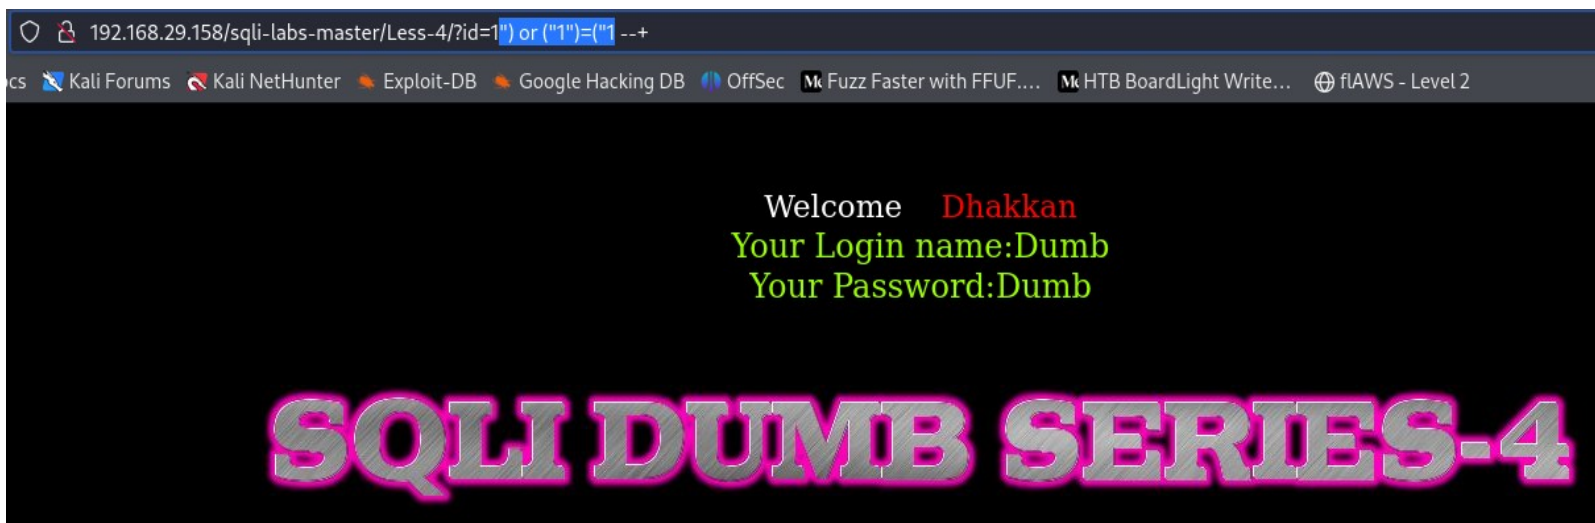 192.168.29.158/sqli-labs-master/Less-4/?id=1") or ("1")=("1 --+
ocs Kali Forums Kali NetHunter Exploit-DB Google Hacking DB OffSec Fuzz Faster with FFUF.... HTB BoardLight Write... flAWS - Level 2
Welcome Dhakkan
Your Login name:Dumb
Your Password:Dumb
SQLI DUMB SERIES-4